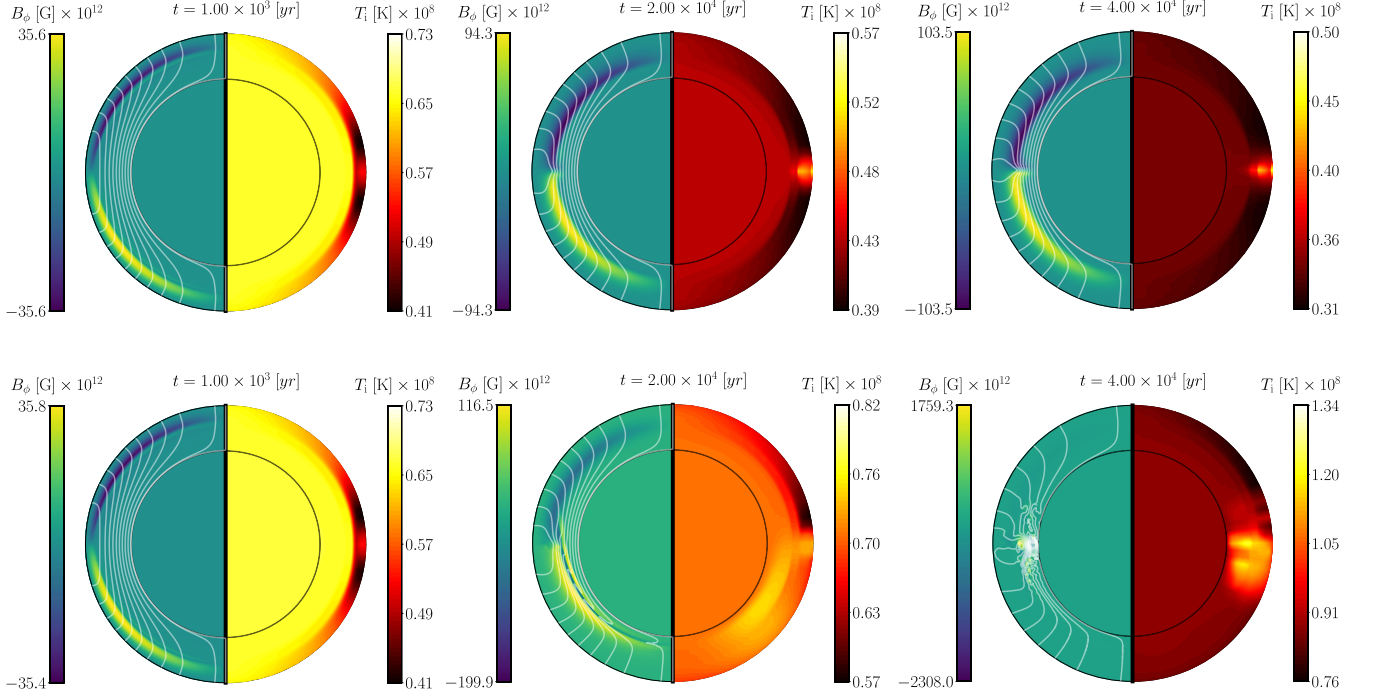 B_ϕ [G] × 10^12
t = 1.00 × 10^3 [yr]
T_i [K] × 10^8
35.6
−35.6
0.73
0.65
0.57
0.49
0.41
B_ϕ [G] × 10^12
t = 2.00 × 10^4 [yr]
T_i [K] × 10^8
94.3
−94.3
0.57
0.52
0.48
0.43
0.39
B_ϕ [G] × 10^12
t = 4.00 × 10^4 [yr]
T_i [K] × 10^8
103.5
−103.5
0.50
0.45
0.40
0.36
0.31
B_ϕ [G] × 10^12
t = 1.00 × 10^3 [yr]
T_i [K] × 10^8
35.8
−35.4
0.73
0.65
0.57
0.49
0.41
B_ϕ [G] × 10^12
t = 2.00 × 10^4 [yr]
T_i [K] × 10^8
116.5
−199.9
0.82
0.76
0.70
0.63
0.57
B_ϕ [G] × 10^12
t = 4.00 × 10^4 [yr]
T_i [K] × 10^8
1759.3
−2308.0
1.34
1.20
1.05
0.91
0.76